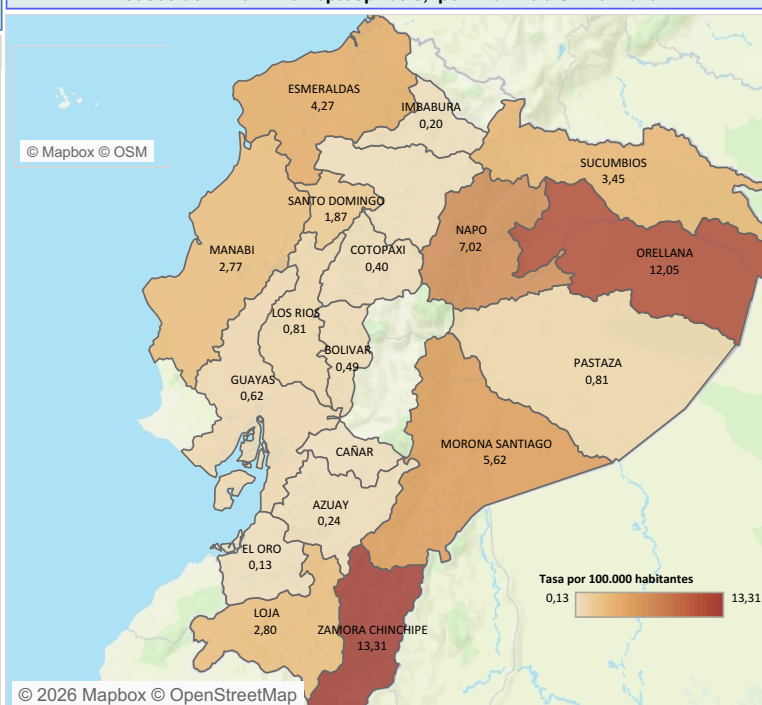 ESMERALDAS
4,27
IMBABURA
0,20
© Mapbox © OSM
SUCUMBIOS
3,45
SANTO DOMINGO
1,87
NAPO
7,02
MANABI
2,77
COTOPAXI
0,40
ORELLANA
12,05
LOS RIOS
0,81
BOLIVAR
0,49
PASTAZA
0,81
GUAYAS
0,62
CAÑAR
MORONA SANTIAGO
5,62
AZUAY
0,24
EL ORO
0,13
Tasa por 100.000 habitantes
0,13
13,31
LOJA
2,80
ZAMORA CHINCHIPE
13,31
© 2026 Mapbox © OpenStreetMap